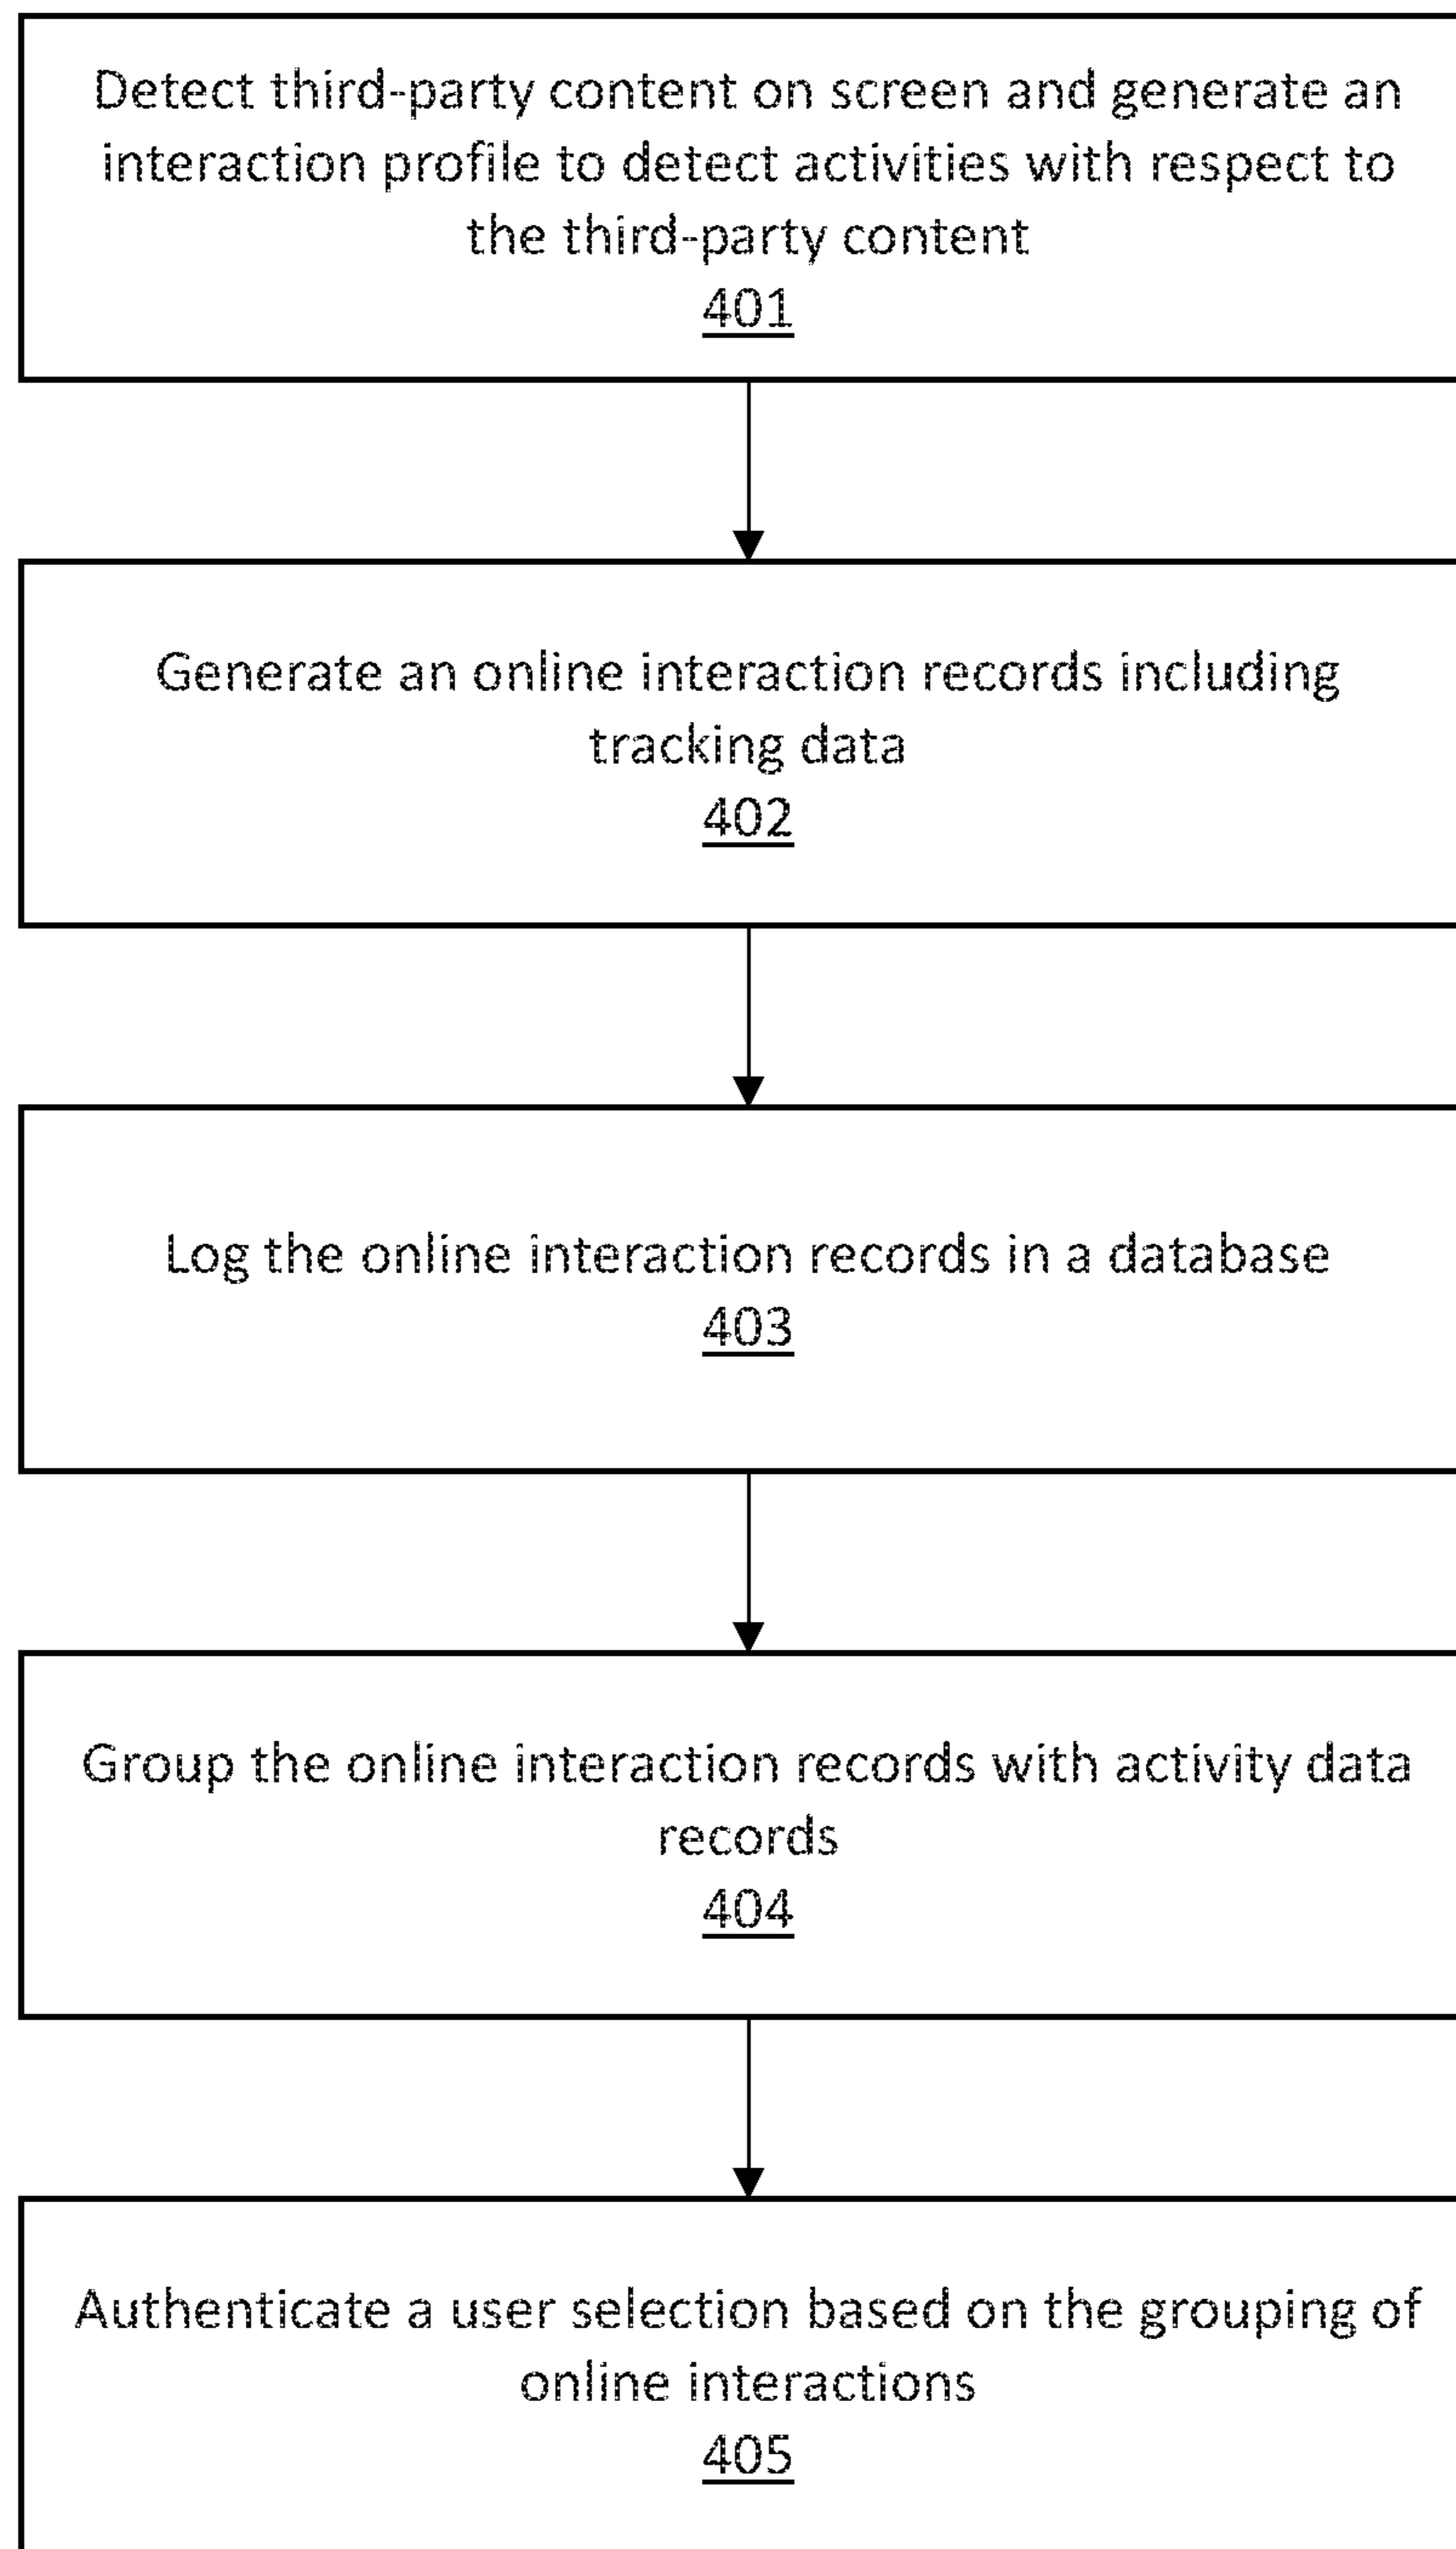 Detect third-party content on screen and generate an
interaction profile to detect activities with respect to
the third-party content
401
Generate an online interaction records including
tracking data
402
Log the online interaction records in a database
403
Group the online interaction records with activity data
records
404
Authenticate a user selection based on the grouping of
online interactions
405